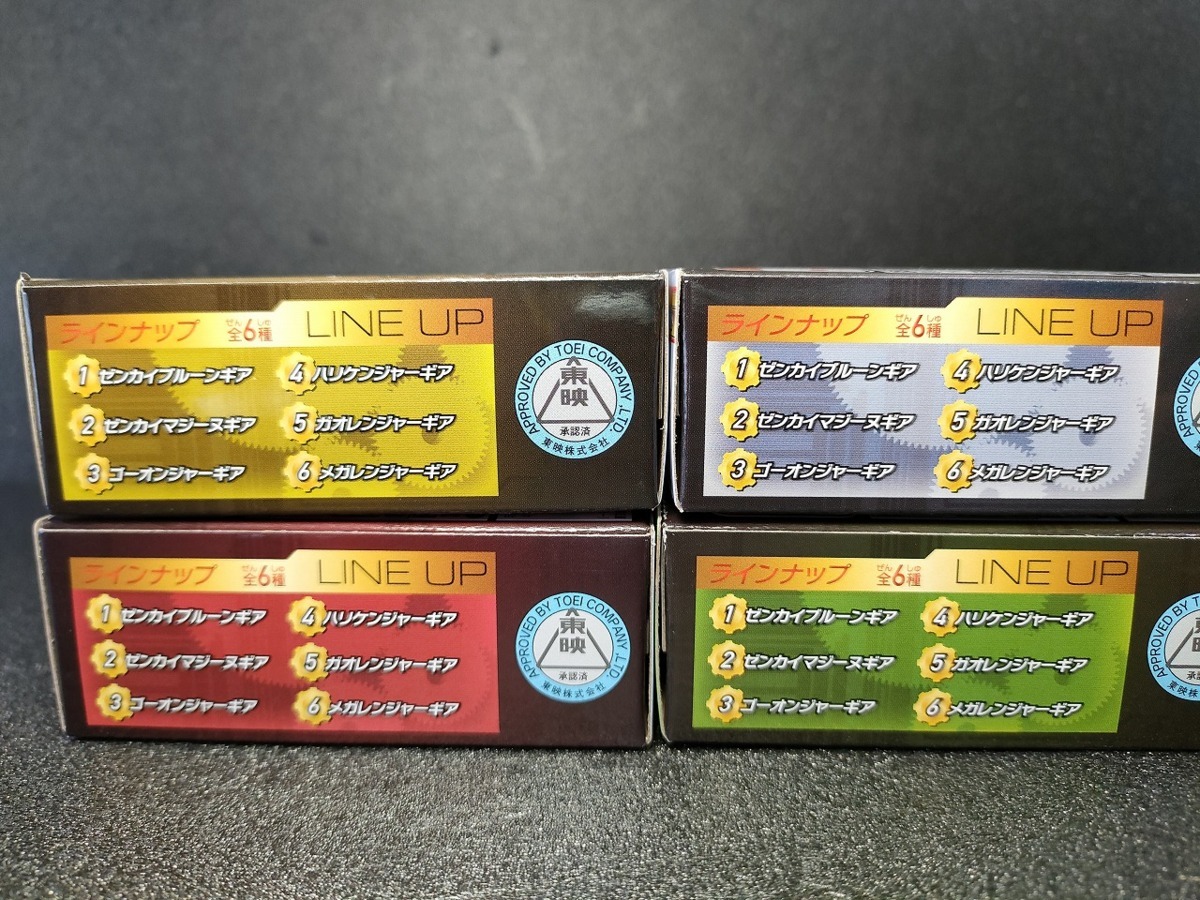 ラインナップ 全6種 LINE UP
ぜん しゅ
1 ゼンカイブルーンギア 4 ハリケンジャーギア
2 ゼンカイマジーヌギア 5 ガオレンジャーギア
3 ゴーオンジャーギア 6 メガレンジャーギア
APPROVED BY TOEI COMPANY,LTD.
東映
承認済
東映株式会社
ラインナップ 全6種 LINE UP
ぜん しゅ
1 ゼンカイブルーンギア 4 ハリケンジャーギア
2 ゼンカイマジーヌギア 5 ガオレンジャーギア
3 ゴーオンジャーギア 6 メガレンジャーギア
ラインナップ 全6種 LINE UP
ぜん しゅ
1 ゼンカイブルーンギア 4 ハリケンジャーギア
2 ゼンカイマジーヌギア 5 ガオレンジャーギア
3 ゴーオンジャーギア 6 メガレンジャーギア
APPROVED BY TOEI COMPANY,LTD.
東映
承認済
東映株式会社
ラインナップ 全6種 LINE UP
ぜん しゅ
1 ゼンカイブルーンギア 4 ハリケンジャーギア
2 ゼンカイマジーヌギア 5 ガオレンジャーギア
3 ゴーオンジャーギア 6 メガレンジャーギア
APPROVED BY TOEI